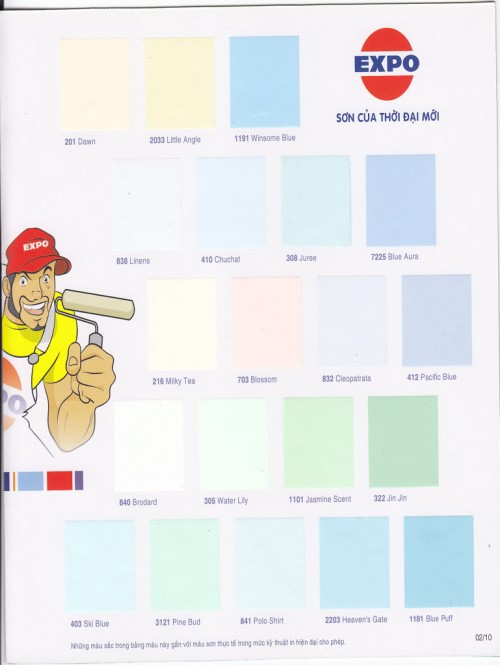 EXPO
SƠN CỦA THỜI ĐẠI MỚI
201 Dawn
2033 Little Angle
1191 Winsome Blue
838 Linens
410 Chuchat
308 Juree
7225 Blue Aura
EXPO
216 Milky Tea
703 Blossom
832 Cleopatrata
412 Pacific Blue
PO
840 Brodard
305 Water Lily
1101 Jasmine Scent
322 Jin Jin
403 Ski Blue
3121 Pine Bud
841 Polo Shirt
2203 Heaven's Gate
1181 Blue Puff
Những màu sắc trong bảng màu này gần với màu sơn thực tế trong mức kỹ thuật in hiện đại cho phép.
02/10